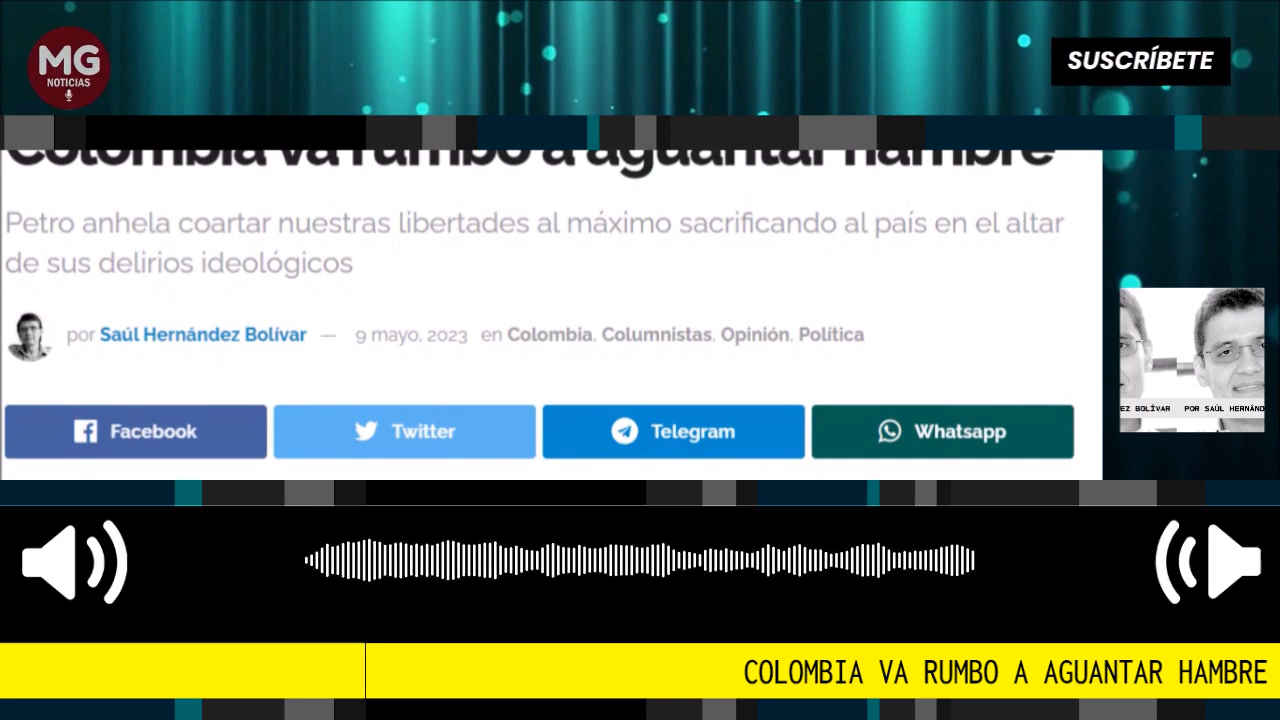 MG
NOTICIAS
SUSCRÍBETE
Colombia va rumbo a aguantar hambre
Petro anhela coartar nuestras libertades al máximo sacrificando al país en el altar
de sus delirios ideológicos
por Saúl Hernández Bolívar — 9 mayo, 2023 en Colombia, Columnistas, Opinión, Política
Facebook
Twitter
Telegram
Whatsapp
EZ BOLÍVAR POR SAÚL HERNÁND
COLOMBIA VA RUMBO A AGUANTAR HAMBRE